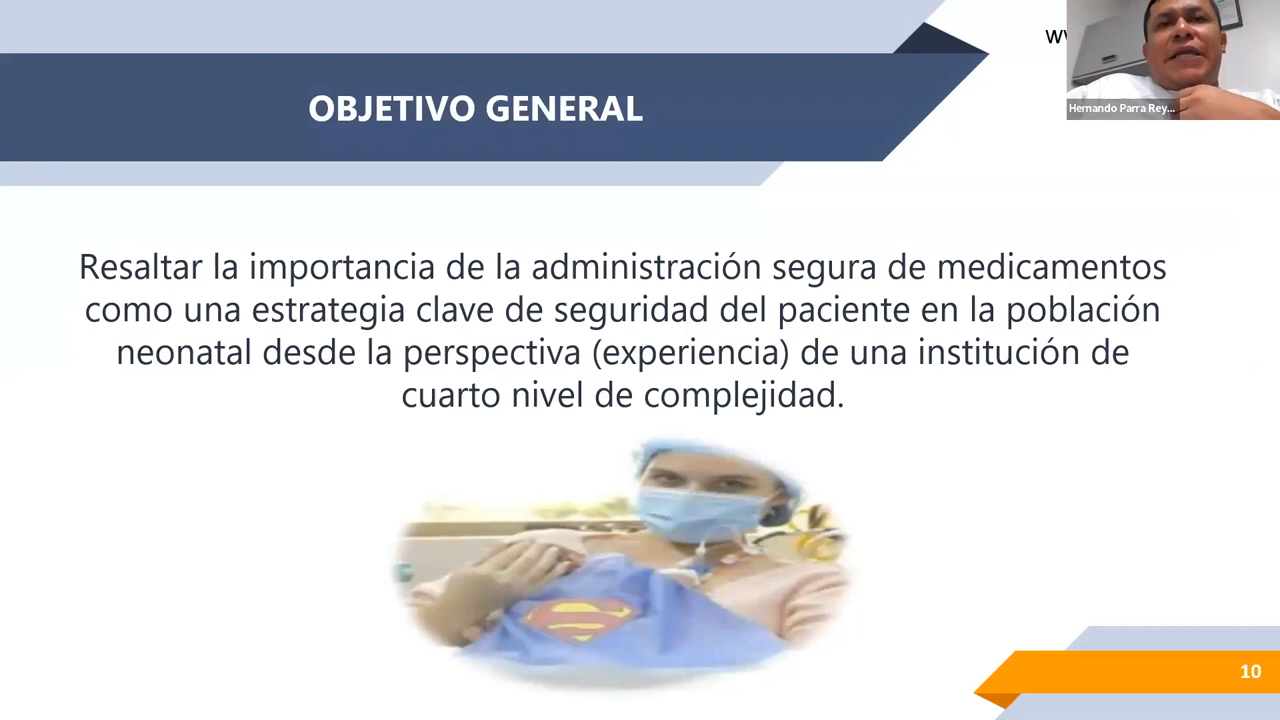 OBJETIVO GENERAL
Hernando Parra Rey...
Resaltar la importancia de la administración segura de medicamentos
como una estrategia clave de seguridad del paciente en la población
neonatal desde la perspectiva (experiencia) de una institución de
cuarto nivel de complejidad.
10